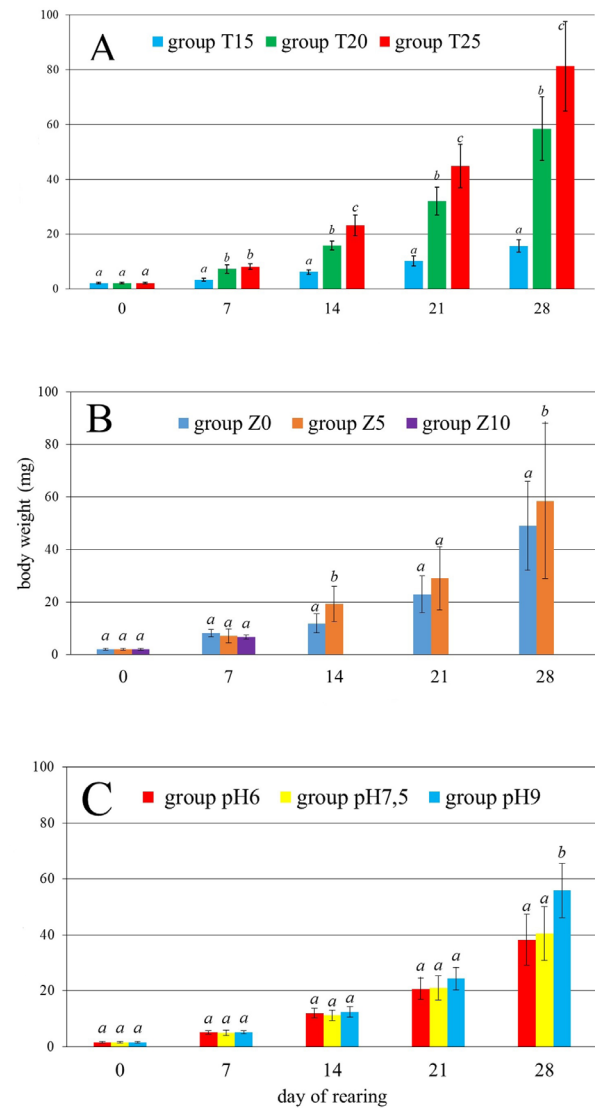 A
group T15 group T20 group T25
100
80
60
40
20
0
a a a
a b b
a b c
a b c
a b c
0 7 14 21 28
B
group Z0 group Z5 group Z10
100
80
60
40
20
0
a a a
a a a
a b
a a
a b
0 7 14 21 28
body weight (mg)
C
group pH6 group pH7,5 group pH9
100
80
60
40
20
0
a a a
a a a
a a a
a a a
a a b
0 7 14 21 28
day of rearing